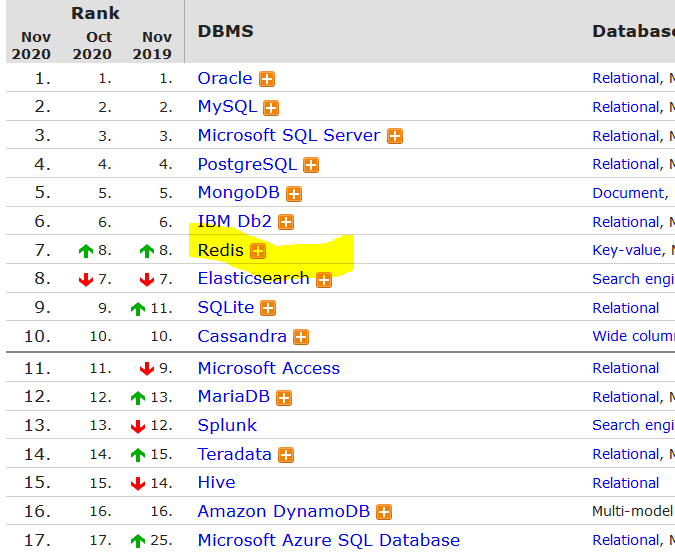 Rank
Nov 2020 Oct 2020 Nov 2019 DBMS Database
1. 1. 1. Oracle Relational, M
2. 2. 2. MySQL Relational, M
3. 3. 3. Microsoft SQL Server Relational, M
4. 4. 4. PostgreSQL Relational, M
5. 5. 5. MongoDB Document,
6. 6. 6. IBM Db2 Relational, M
7. 8. 8. Redis Key-value, M
8. 7. 7. Elasticsearch Search engi
9. 9. 11. SQLite Relational
10. 10. 10. Cassandra Wide colum
11. 11. 9. Microsoft Access Relational
12. 12. 13. MariaDB Relational, M
13. 13. 12. Splunk Search engi
14. 14. 15. Teradata Relational, M
15. 15. 14. Hive Relational
16. 16. 16. Amazon DynamoDB Multi-model
17. 17. 25. Microsoft Azure SQL Database Relational, M